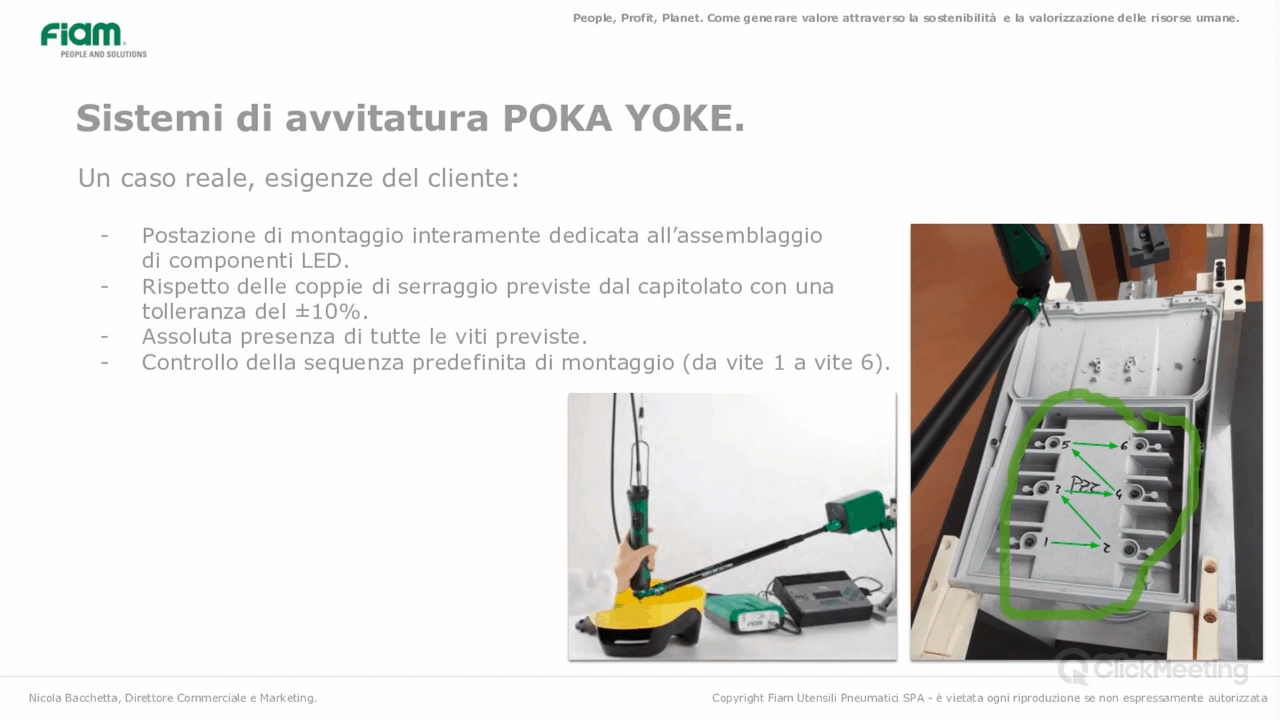 People, Profit, Planet. Come generare valore attraverso la sostenibilità e la valorizzazione delle risorse umane.
Fiam
PEOPLE AND SOLUTIONS
Sistemi di avvitatura POKA YOKE.
Un caso reale, esigenze del cliente:
- Postazione di montaggio interamente dedicata all’assemblaggio
di componenti LED.
- Rispetto delle coppie di serraggio previste dal capitolato con una
tolleranza del ±10%.
- Assoluta presenza di tutte le viti previste.
- Controllo della sequenza predefinita di montaggio (da vite 1 a vite 6).
5 6
3 4
1 2
Fiam
ClickMeeting
Nicola Bacchetta, Direttore Commerciale e Marketing.
Copyright Fiam Utensili Pneumatici SPA - è vietata ogni riproduzione se non espressamente autorizzata